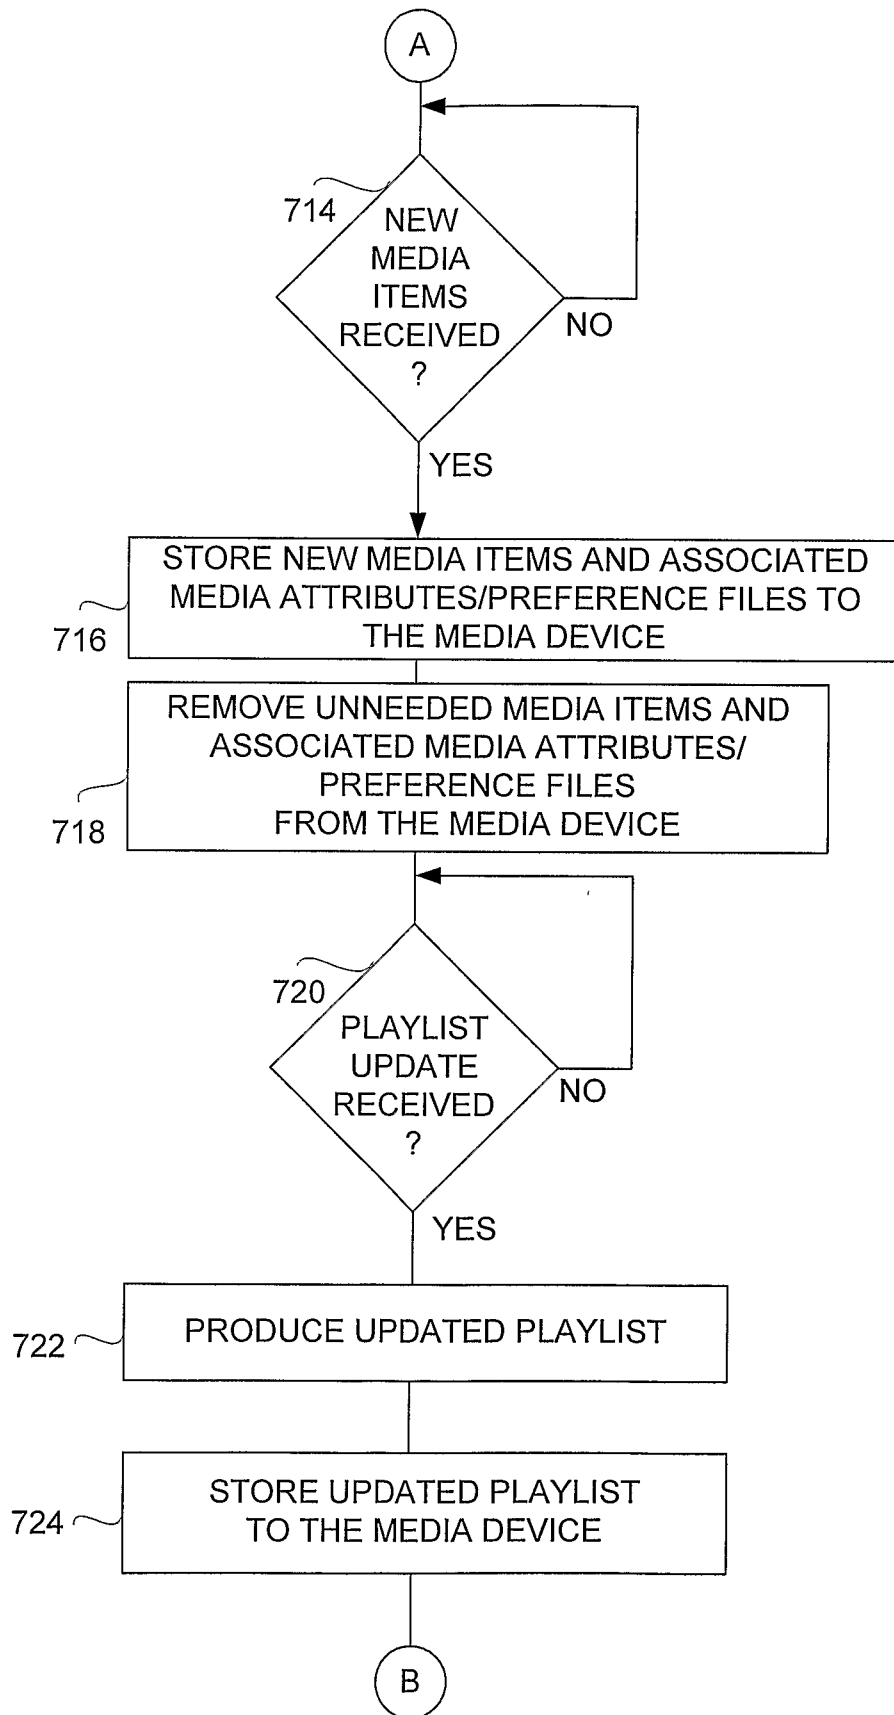 A
714
NEW
MEDIA
ITEMS
RECEIVED
?
NO
YES
STORE NEW MEDIA ITEMS AND ASSOCIATED
MEDIA ATTRIBUTES/PREFERENCE FILES TO
THE MEDIA DEVICE
716
REMOVE UNNEEDED MEDIA ITEMS AND
ASSOCIATED MEDIA ATTRIBUTES/
PREFERENCE FILES
FROM THE MEDIA DEVICE
718
720
PLAYLIST
UPDATE
RECEIVED
?
NO
YES
722
PRODUCE UPDATED PLAYLIST
724
STORE UPDATED PLAYLIST
TO THE MEDIA DEVICE
B